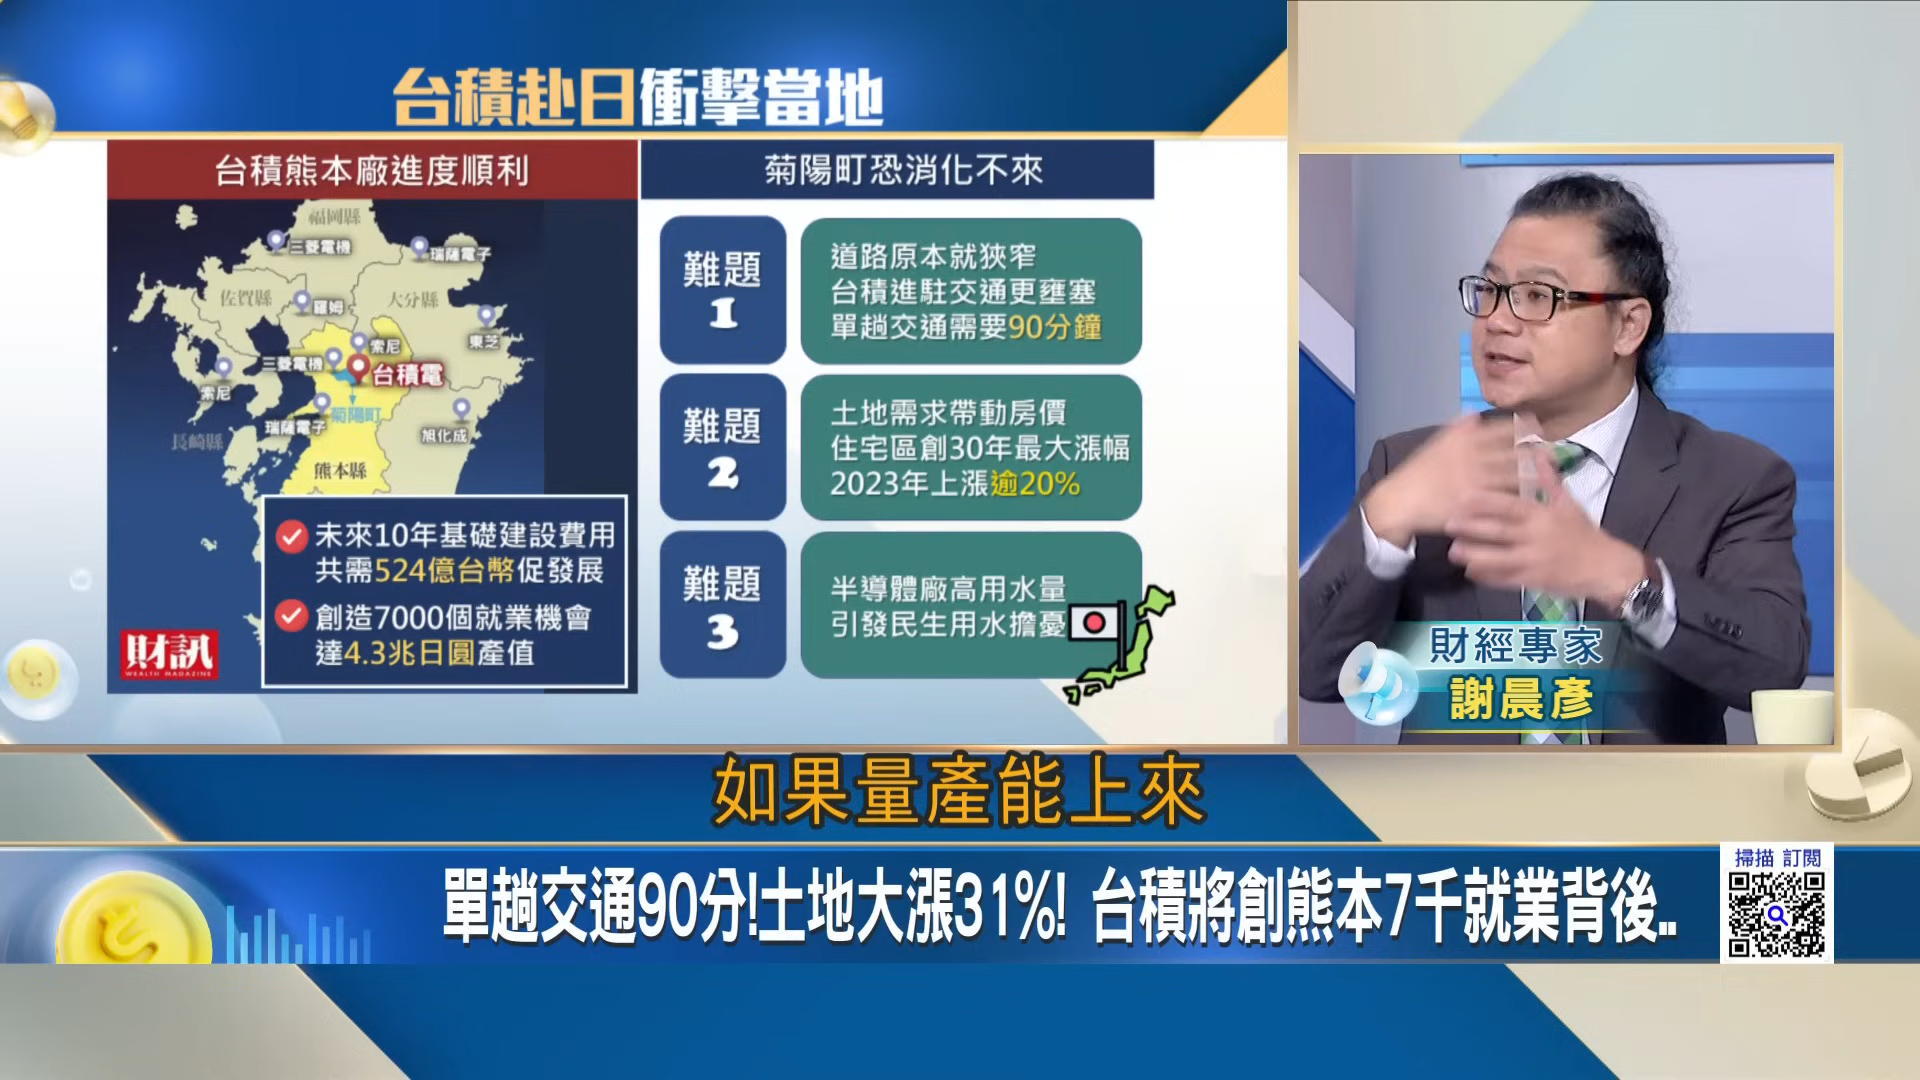 台積赴日衝擊當地
台積熊本廠進度順利
福岡縣
三菱電機
瑞薩電子
佐賀縣
羅姆
大分縣
東芝
索尼
三菱電機
台積電
索尼
菊陽町
瑞薩電子
旭化成
長崎縣
熊本縣
未來10年基礎建設費用
共需524億台幣促發展
創造7000個就業機會
達4.3兆日圓產值
財訊
WEALTH MAGAZINE
菊陽町恐消化不來
難題
1
道路原本就狹窄
台積進駐交通更壅塞
單趟交通需要90分鐘
難題
2
土地需求帶動房價
住宅區創30年最大漲幅
2023年上漲逾20%
難題
3
半導體廠高用水量
引發民生用水擔憂
財經專家
謝晨彥
如果量產能上來
單趟交通90分!土地大漲31%! 台積將創熊本7千就業背後..
掃描 訂閱